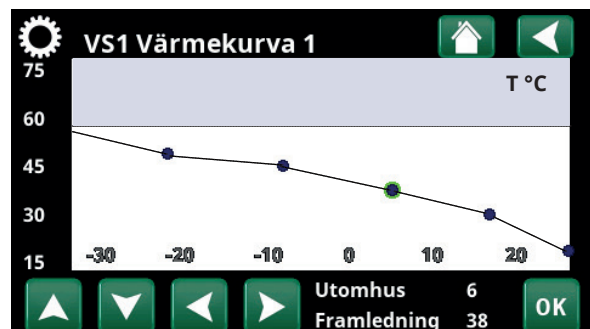 VS1 Värmekurva 1
75
T °C
60
45
30
15
-30 -20 -10 0 10 20
Utomhus 6
Framledning 38
OK